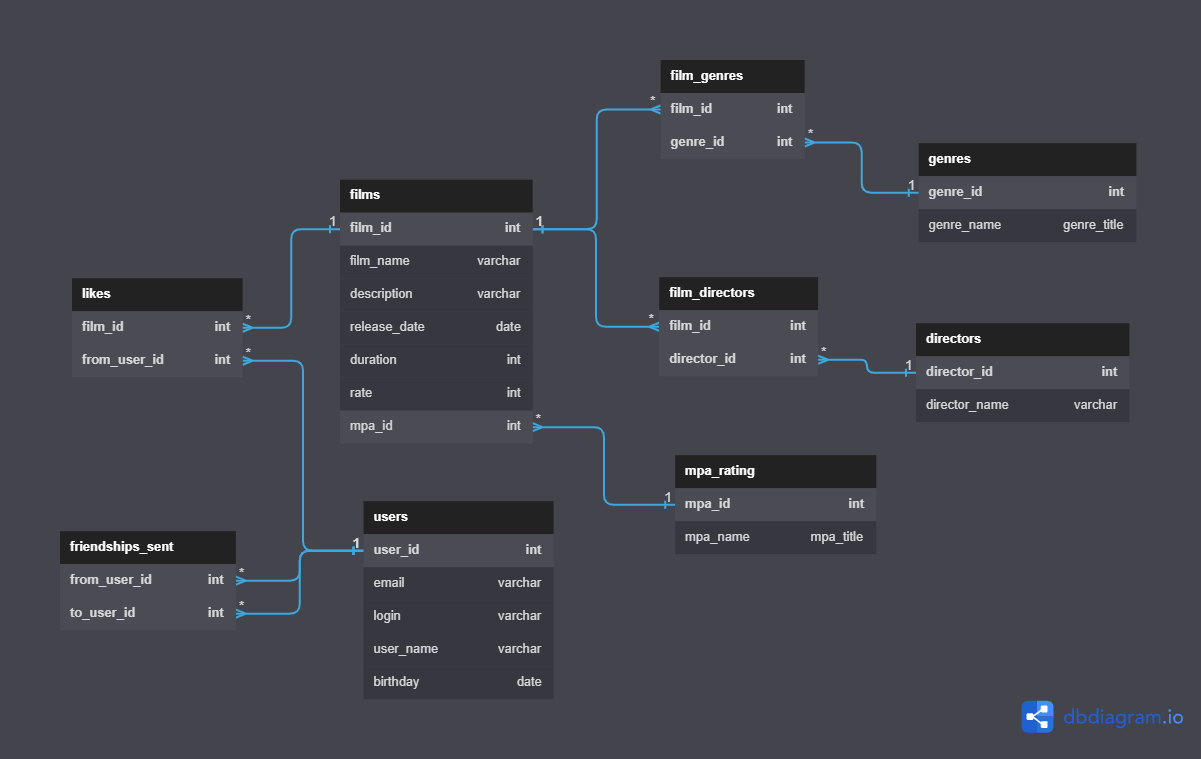 film_genres
* film_id int
genre_id int *
genres
1 genre_id int
genre_name genre_title
films
1 film_id int 1
film_name varchar
description varchar
release_date date
duration int
rate int
mpa_id int *
likes
film_id int *
from_user_id int *
film_directors
* film_id int
director_id int *
directors
1 director_id int
director_name varchar
mpa_rating
1 mpa_id int
mpa_name mpa_title
users
1 user_id int
email varchar
login varchar
user_name varchar
birthday date
friendships_sent
from_user_id int *
to_user_id int *
dbdiagram.io